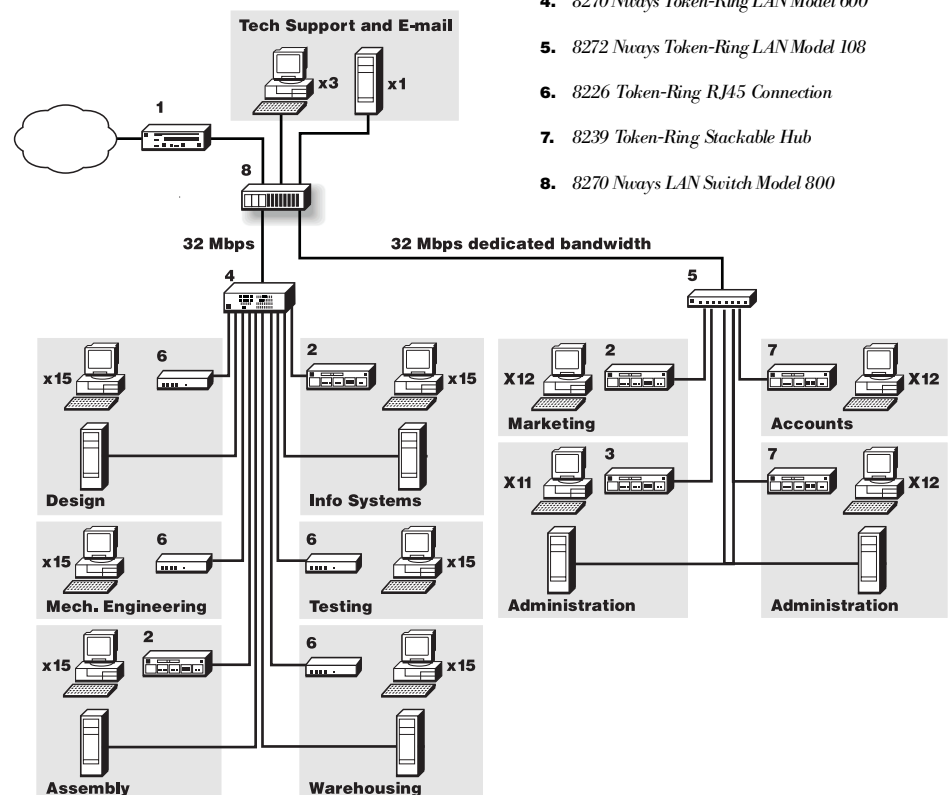 4. 8270 Nways Token-Ring LAN Model 600
5. 8272 Nways Token-Ring LAN Model 108
6. 8226 Token-Ring RJ45 Connection
7. 8239 Token-Ring Stackable Hub
8. 8270 Nways LAN Switch Model 800
Tech Support and E-mail
x3
x1
1
8
32 Mbps
32 Mbps dedicated bandwidth
4
5
x15
6
2
x15
Design
Info Systems
x15
6
6
x15
Mech. Engineering
Testing
x15
2
6
x15
Assembly
Warehousing
X12
2
7
X12
Marketing
Accounts
X11
3
7
X12
Administration
Administration